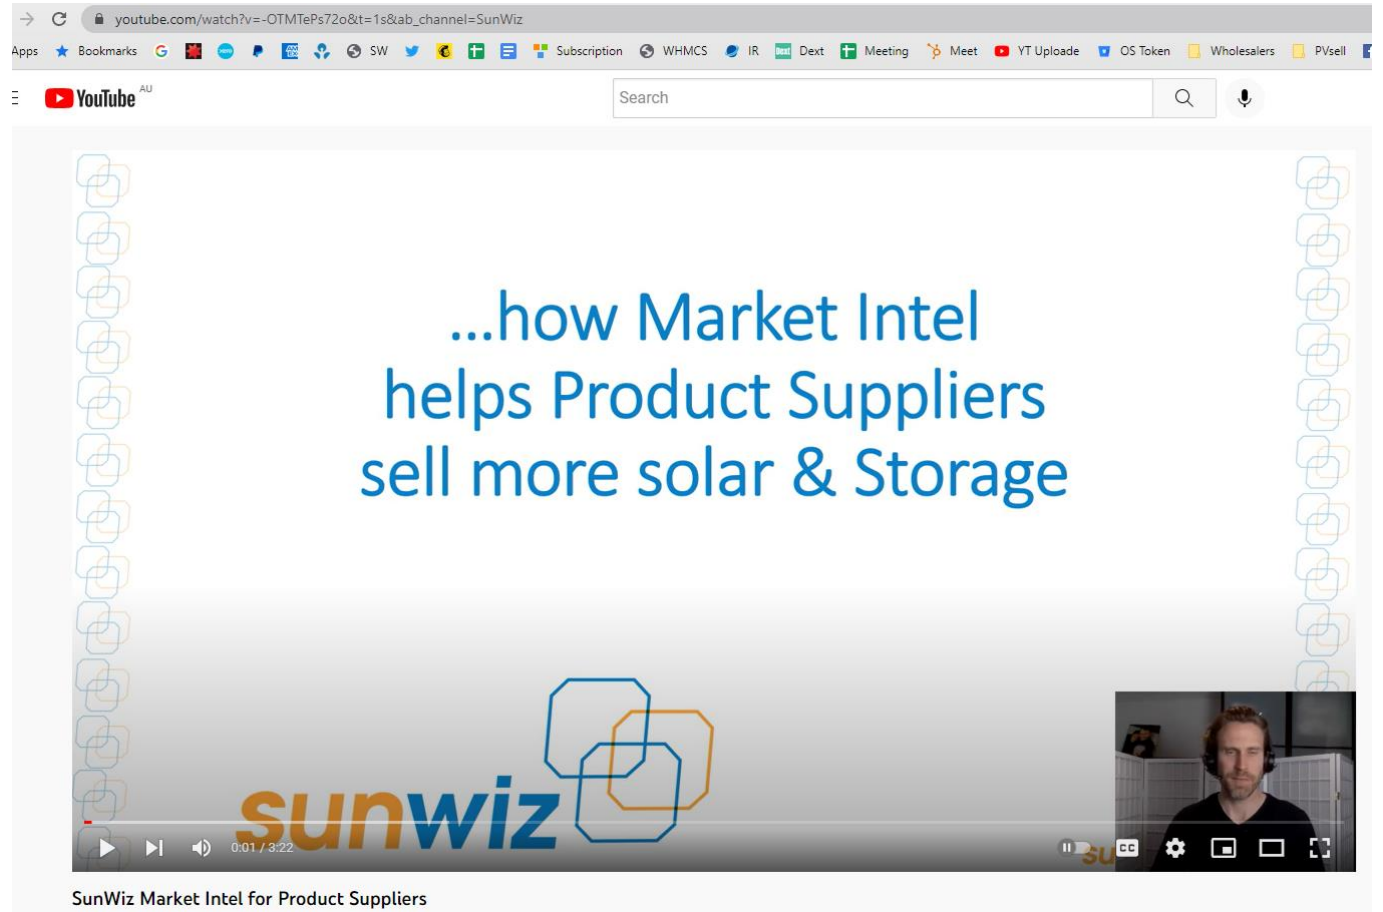 youtube.com/watch?v=-OTMTePs72o&t=1s&ab_channel=SunWiz
Apps Bookmarks SW Subscription WHMCS IR Dext Meeting Meet YT Uploade OS Token Wholesalers PVsell
YouTube AU
Search
...how Market Intel
helps Product Suppliers
sell more solar & Storage
sunwiz
0:01 / 3:22
su
CC
SunWiz Market Intel for Product Suppliers